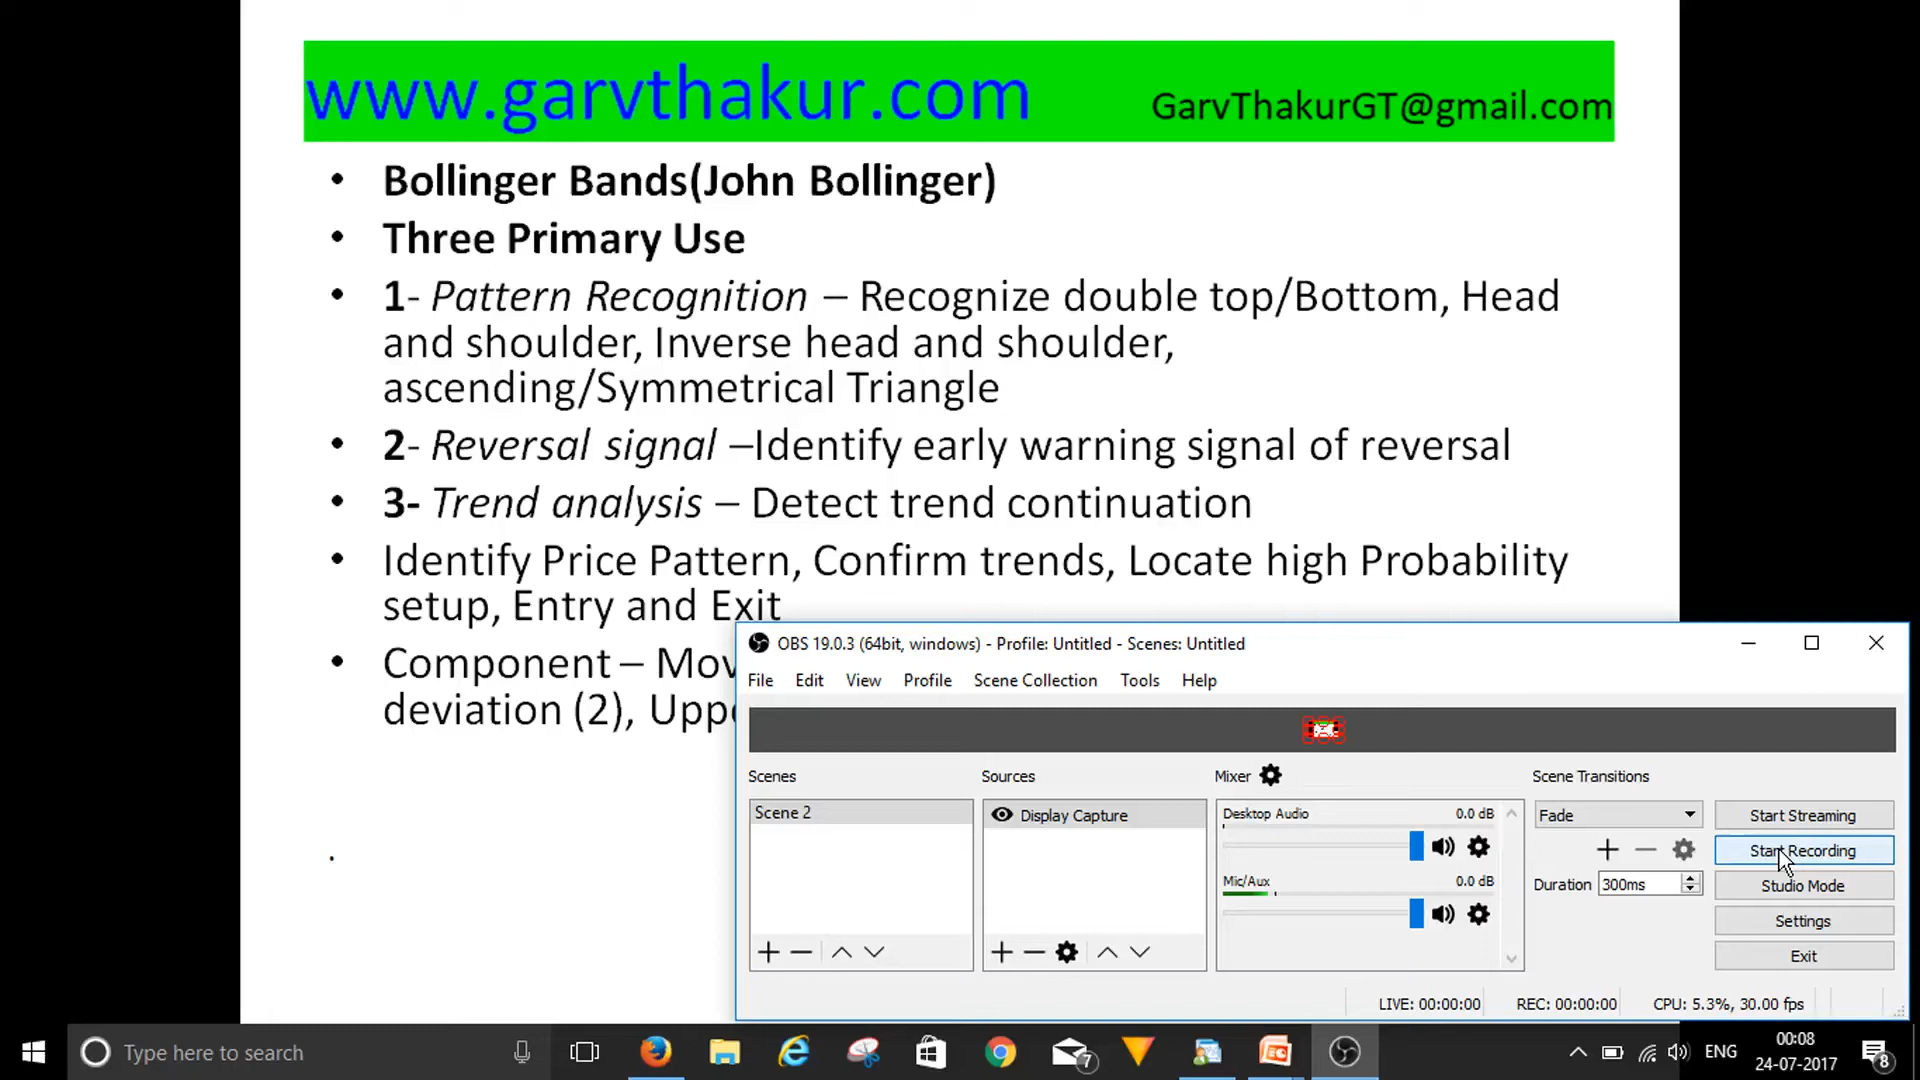 www.garvthakur.com GarvThakurGT@gmail.com
• Bollinger Bands(John Bollinger)
• Three Primary Use
• 1- Pattern Recognition – Recognize double top/Bottom, Head
and shoulder, Inverse head and shoulder,
ascending/Symmetrical Triangle
• 2- Reversal signal –Identify early warning signal of reversal
• 3- Trend analysis – Detect trend continuation
• Identify Price Pattern, Confirm trends, Locate high Probability
setup, Entry and Exit
• Component – Mov
deviation (2), Upp
.
OBS 19.0.3 (64bit, windows) - Profile: Untitled - Scenes: Untitled
File Edit View Profile Scene Collection Tools Help
Scenes Sources Mixer Scene Transitions
Scene 2
Display Capture
Desktop Audio 0.0 dB
Mic/Aux 0.0 dB
Fade
Duration 300ms
Start Streaming
Start Recording
Studio Mode
Settings
Exit
LIVE: 00:00:00 REC: 00:00:00 CPU: 5.3%, 30.00 fps
Type here to search 7 ENG 00:08
24-07-2017 8